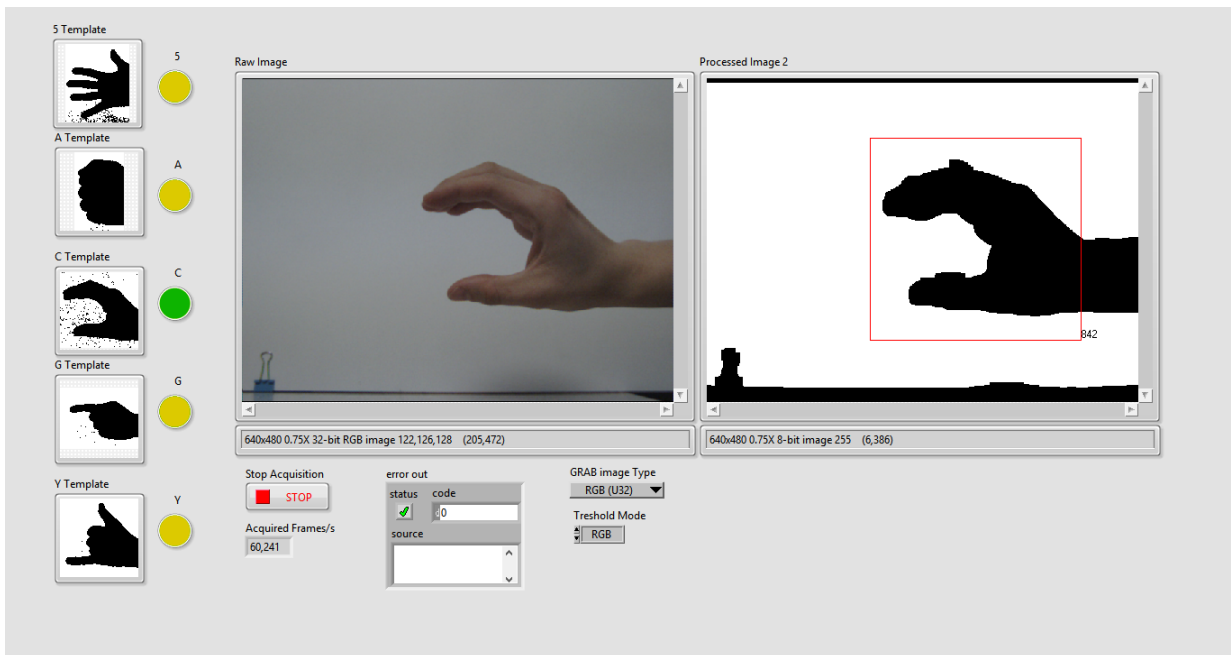 5 Template
5
A Template
A
C Template
C
G Template
G
Y Template
Y
Raw Image
640x480 0.75X 32-bit RGB image 122,126,128 (205,472)
Processed Image 2
842
640x480 0.75X 8-bit image 255 (6,386)
Stop Acquisition
STOP
Acquired Frames/s
60,241
error out
status code
d0
source
GRAB image Type
RGB (U32)
Treshold Mode
RGB